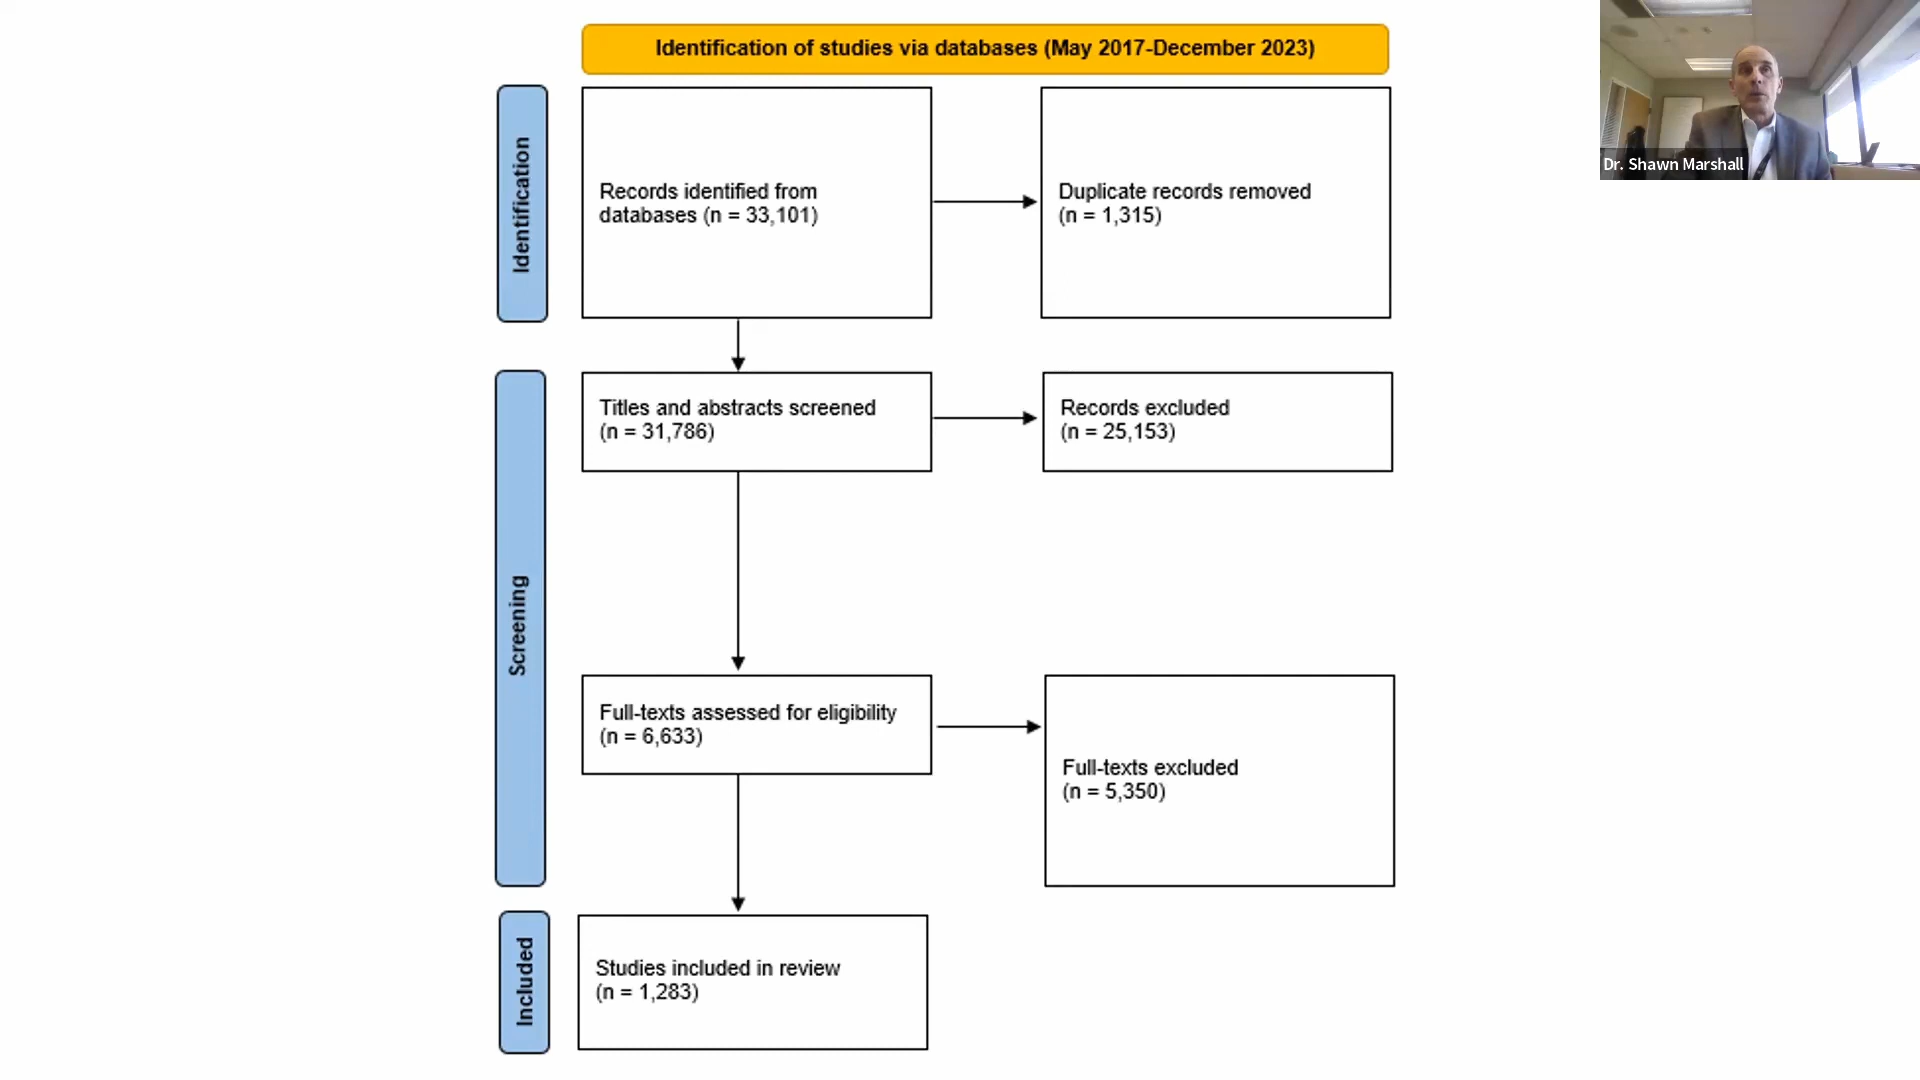 Identification of studies via databases (May 2017-December 2023)
Identification
Records identified from
databases (n = 33,101)
Duplicate records removed
(n = 1,315)
Screening
Titles and abstracts screened
(n = 31,786)
Records excluded
(n = 25,153)
Full-texts assessed for eligibility
(n = 6,633)
Full-texts excluded
(n = 5,350)
Included
Studies included in review
(n = 1,283)
Dr. Shawn Marshall